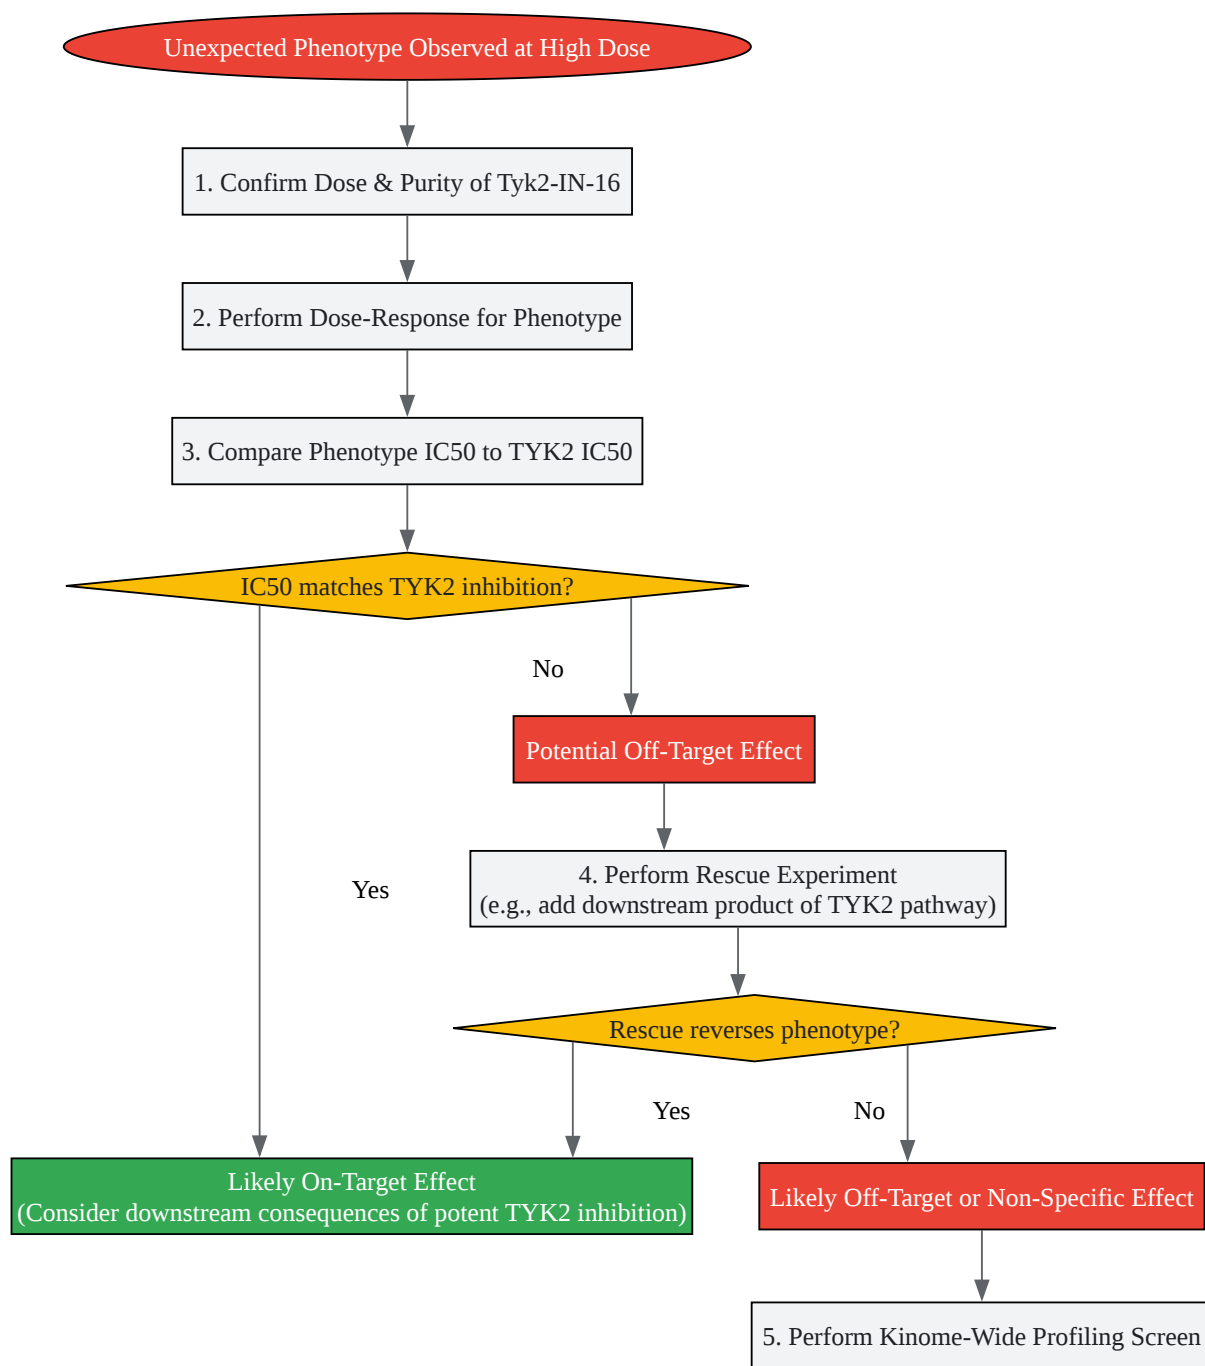 Unexpected Phenotype Observed at High Dose
1. Confirm Dose & Purity of Tyk2-IN-16
2. Perform Dose-Response for Phenotype
3. Compare Phenotype IC50 to TYK2 IC50
IC50 matches TYK2 inhibition?
No
Potential Off-Target Effect
4. Perform Rescue Experiment
(e.g., add downstream product of TYK2 pathway)
Yes
Rescue reverses phenotype?
Yes
No
Likely On-Target Effect
(Consider downstream consequences of potent TYK2 inhibition)
Likely Off-Target or Non-Specific Effect
5. Perform Kinome-Wide Profiling Screen